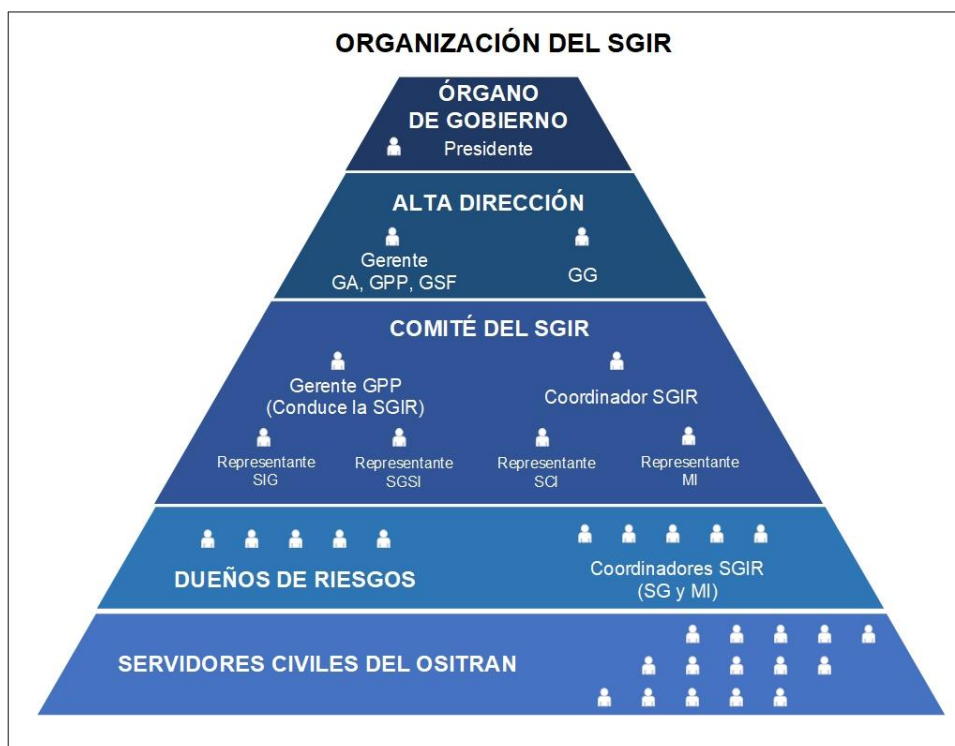 ORGANIZACIÓN DEL SGIR
ÓRGANO
DE GOBIERNO
Presidente
ALTA DIRECCIÓN
Gerente
GA, GPP, GSF
GG
COMITÉ DEL SGIR
Gerente GPP
(Conduce la SGIR)
Coordinador SGIR
Representante
SIG
Representante
SGSI
Representante
SCI
Representante
MI
DUEÑOS DE RIESGOS
Coordinadores SGIR
(SG y MI)
SERVIDORES CIVILES DEL OSITRAN